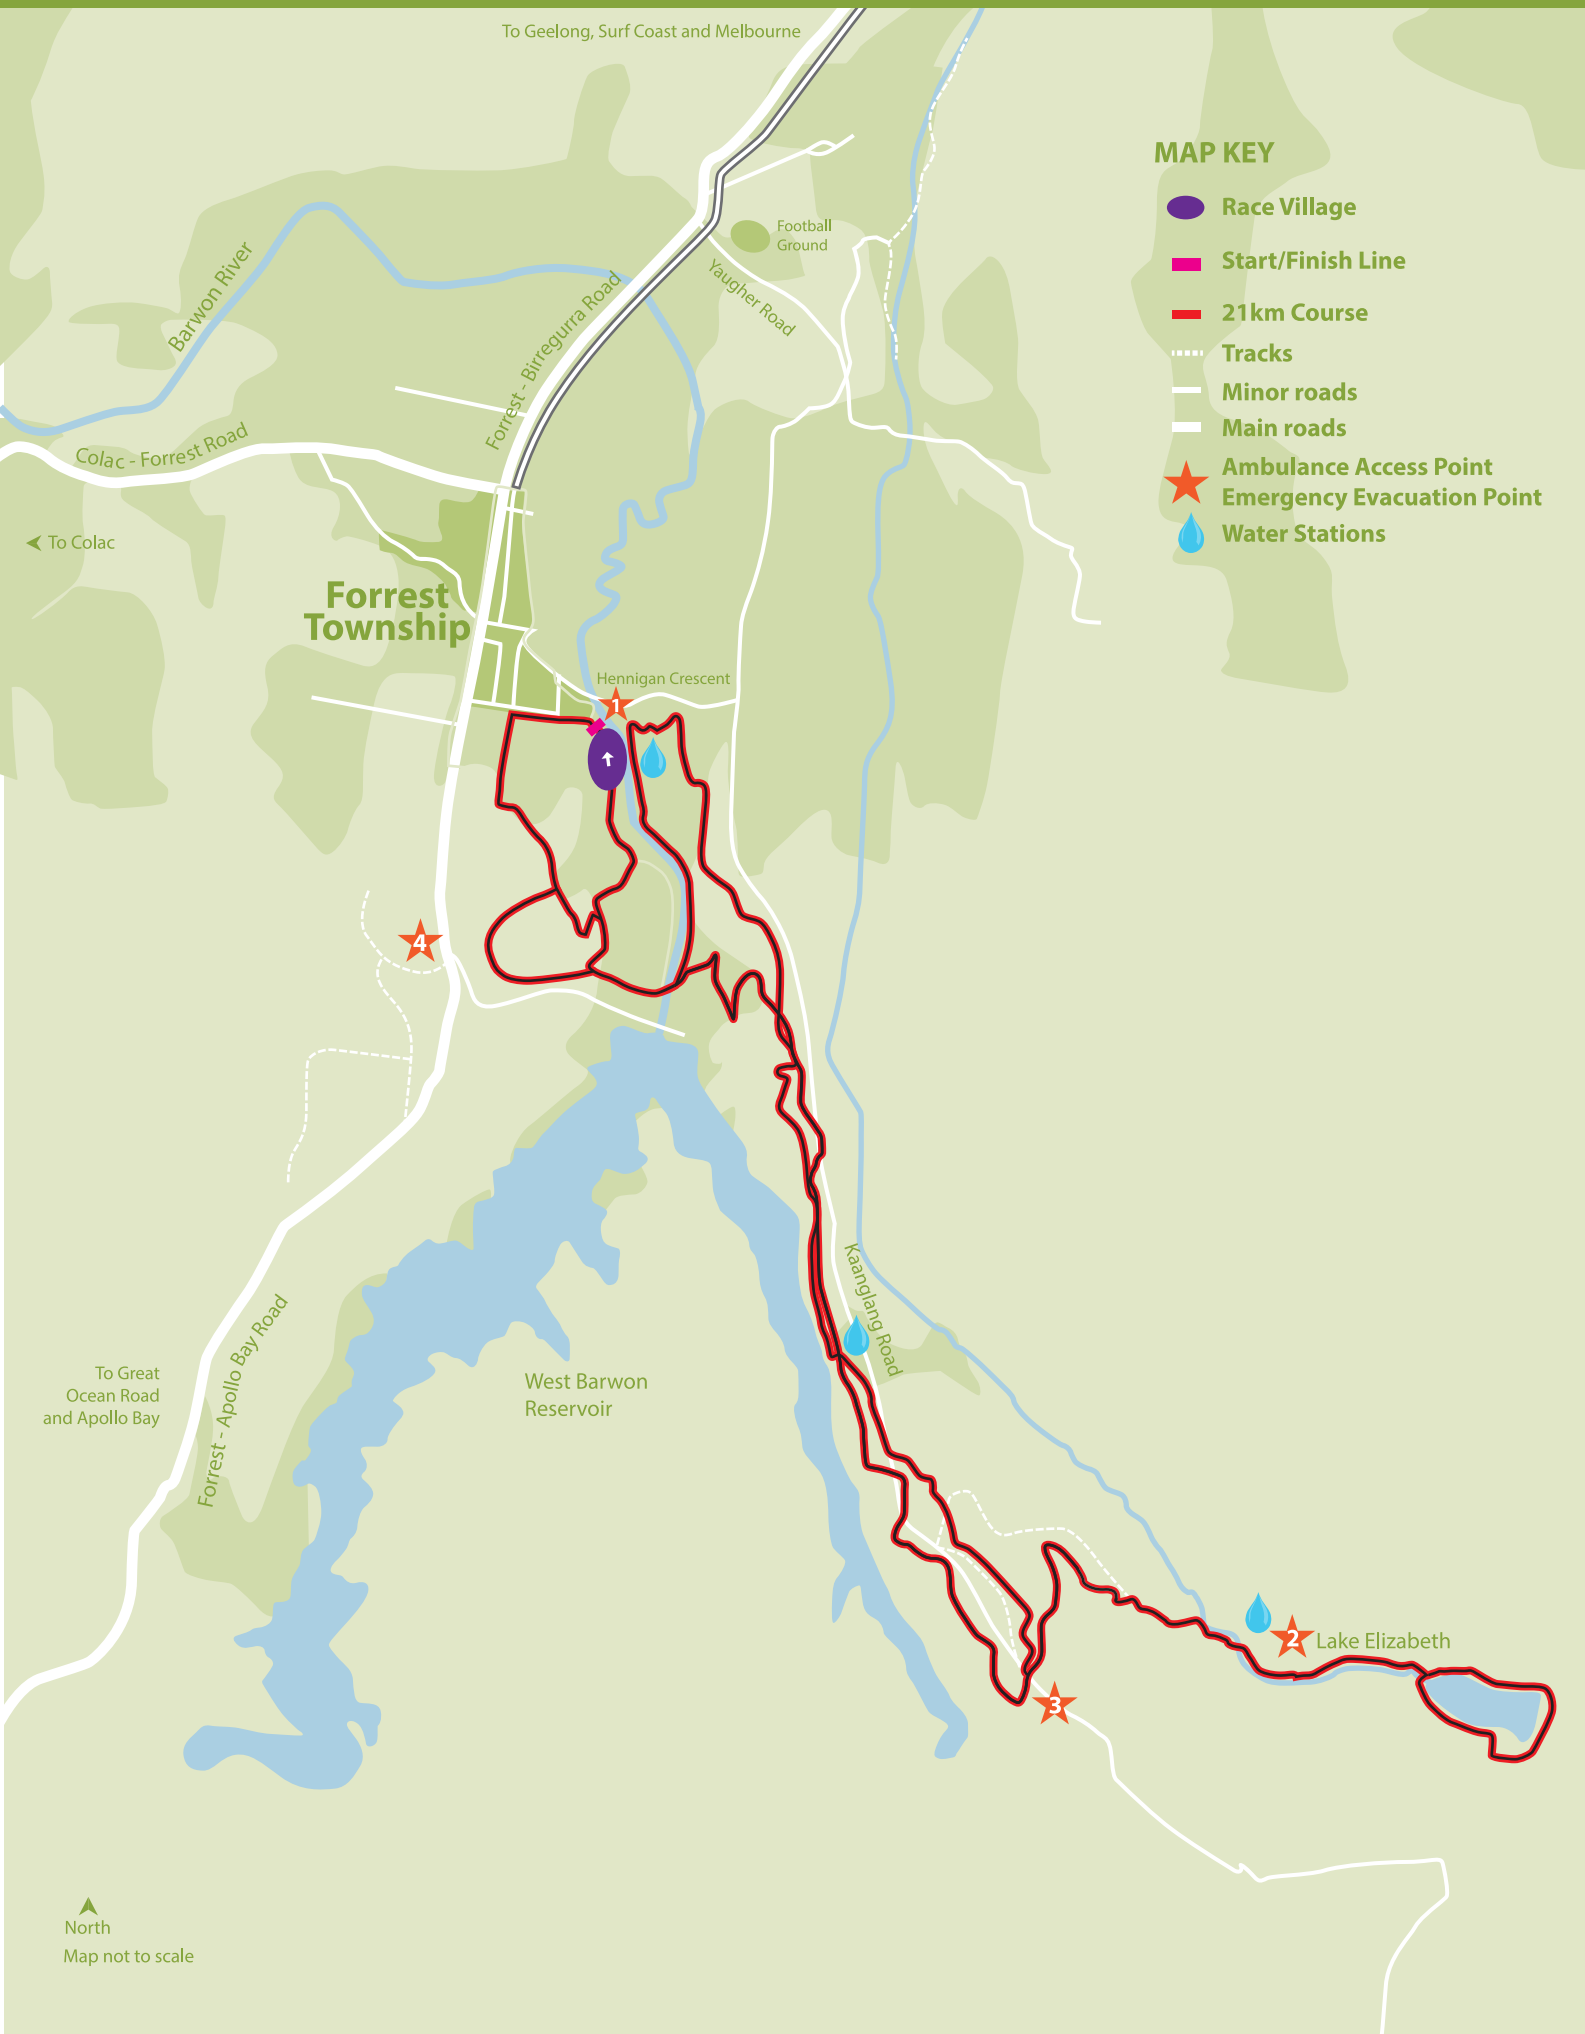 To Geelong, Surf Coast and Melbourne
MAP KEY
Race Village
Start/Finish Line
21km Course
Tracks
Minor roads
Main roads
Ambulance Access Point
Emergency Evacuation Point
Water Stations
Football
Ground
Yaugher Road
Barwon River
Forrest - Birregurra Road
Colac - Forrest Road
To Colac
Forrest
Township
Hennigan Crescent
1
4
Kaanglang Road
To Great
Ocean Road
and Apollo Bay
Forrest - Apollo Bay Road
West Barwon
Reservoir
2
Lake Elizabeth
3
North
Map not to scale